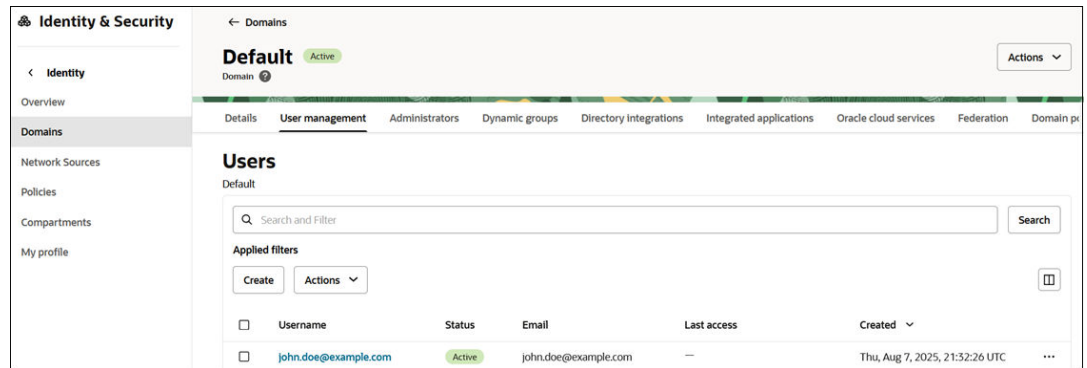 Identity & Security
← Domains
Default Active
Domain ?
Actions
< Identity
Overview
Domains
Network Sources
Policies
Compartments
My profile
Details User management Administrators Dynamic groups Directory integrations Integrated applications Oracle cloud services Federation Domain
Users
Default
Search and Filter
Search
Applied filters
Create Actions
Username Status Email Last access Created
john.doe@example.com Active john.doe@example.com — Thu, Aug 7, 2025, 21:32:26 UTC ...